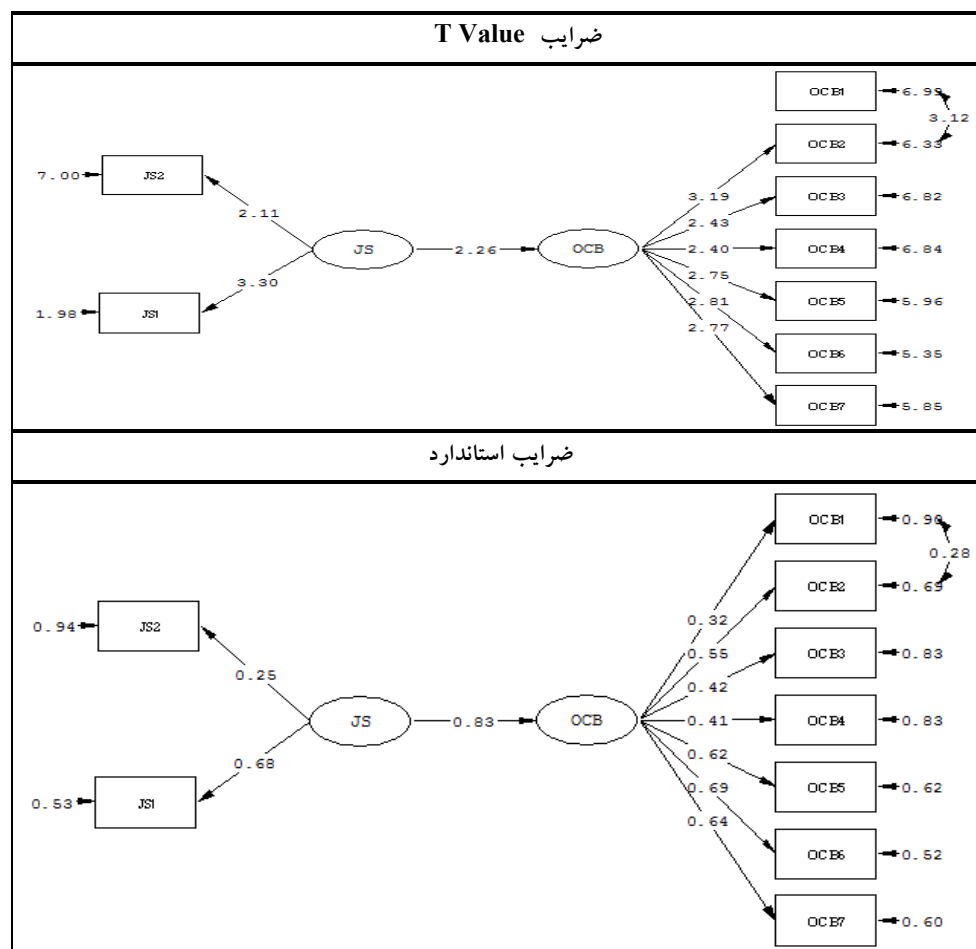 ضرایب T Value
OCB1 6.99
3.12
OCB2 6.33
7.00 JS2
3.19
OCB3 6.82
2.11
2.43
JS 2.26 OCB 2.40 OCB4 6.84
2.75
3.30
2.81 OCB5 5.96
1.98 JS1
2.77
OCB6 5.35
OCB7 5.85
ضرایب استاندارد
OCB1 0.90
0.28
OCB2 0.69
0.32
0.94 JS2
0.55 OCB3 0.83
0.25
0.42
JS 0.83 OCB 0.41 OCB4 0.83
0.62
0.68
0.69 OCB5 0.62
0.53 JS1
0.64
OCB6 0.52
OCB7 0.60